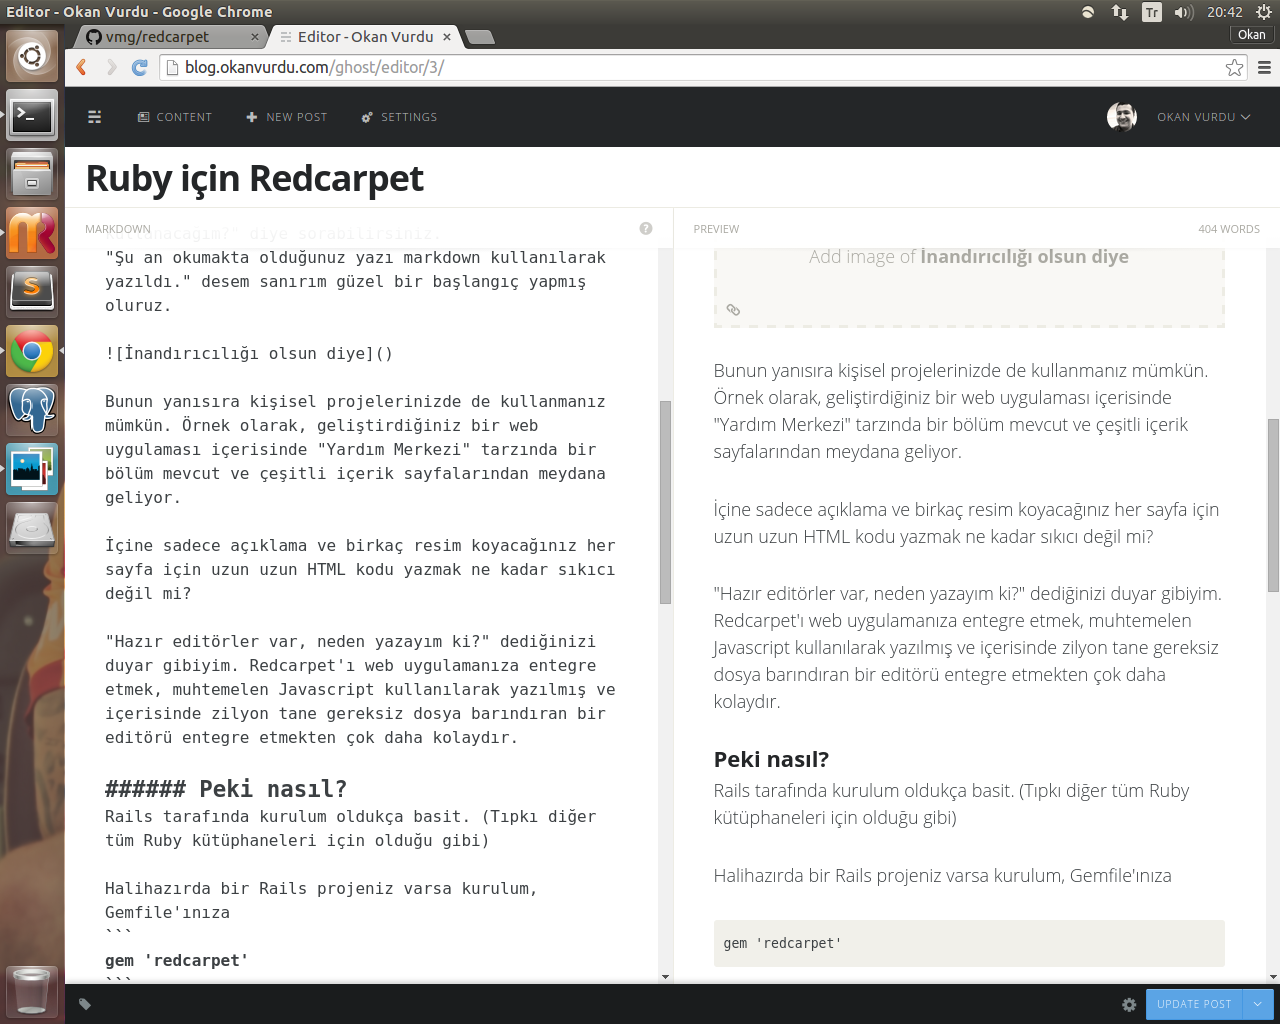 Editor - Okan Vurdu - Google Chrome
Tr
20:42
vmg/redcarpet
Editor - Okan Vurdu
Okan
blog.okanvurdu.com/ghost/editor/3/
CONTENT
NEW POST
SETTINGS
OKAN VURDU
Ruby için Redcarpet
MARKDOWN
kullanacağım?" diye sorabilirsiniz.
"Şu an okumakta olduğunuz yazı markdown kullanılarak
yazıldı." desem sanırım güzel bir başlangıç yapmış
oluruz.
![İnandırıcılığı olsun diye]()
Bunun yanısıra kişisel projelerinizde de kullanmanız
mümkün. Örnek olarak, geliştirdiğiniz bir web
uygulaması içerisinde "Yardım Merkezi" tarzında bir
bölüm mevcut ve çeşitli içerik sayfalarından meydana
geliyor.
İçine sadece açıklama ve birkaç resim koyacağınız her
sayfa için uzun uzun HTML kodu yazmak ne kadar sıkıcı
değil mi?
"Hazır editörler var, neden yazayım ki?" dediğinizi
duyar gibiyim. Redcarpet'ı web uygulamanıza entegre
etmek, muhtemelen Javascript kullanılarak yazılmış ve
içerisinde zilyon tane gereksiz dosya barındıran bir
editörü entegre etmekten çok daha kolaydır.
###### Peki nasıl?
Rails tarafında kurulum oldukça basit. (Tıpkı diğer
tüm Ruby kütüphaneleri için olduğu gibi)
Halihazırda bir Rails projeniz varsa kurulum,
Gemfile'ınıza
```
gem 'redcarpet'
```
PREVIEW
404 WORDS
Add image of İnandırıcılığı olsun diye
Bunun yanısıra kişisel projelerinizde de kullanmanız mümkün.
Örnek olarak, geliştirdiğiniz bir web uygulaması içerisinde
"Yardım Merkezi" tarzında bir bölüm mevcut ve çeşitli içerik
sayfalarından meydana geliyor.
İçine sadece açıklama ve birkaç resim koyacağınız her sayfa için
uzun uzun HTML kodu yazmak ne kadar sıkıcı değil mi?
"Hazır editörler var, neden yazayım ki?" dediğinizi duyar gibiyim.
Redcarpet'ı web uygulamanıza entegre etmek, muhtemelen
Javascript kullanılarak yazılmış ve içerisinde zilyon tane gereksiz
dosya barındıran bir editörü entegre etmekten çok daha
kolaydır.
Peki nasıl?
Rails tarafında kurulum oldukça basit. (Tıpkı diğer tüm Ruby
kütüphaneleri için olduğu gibi)
Halihazırda bir Rails projeniz varsa kurulum, Gemfile'ınıza
gem 'redcarpet'
UPDATE POST